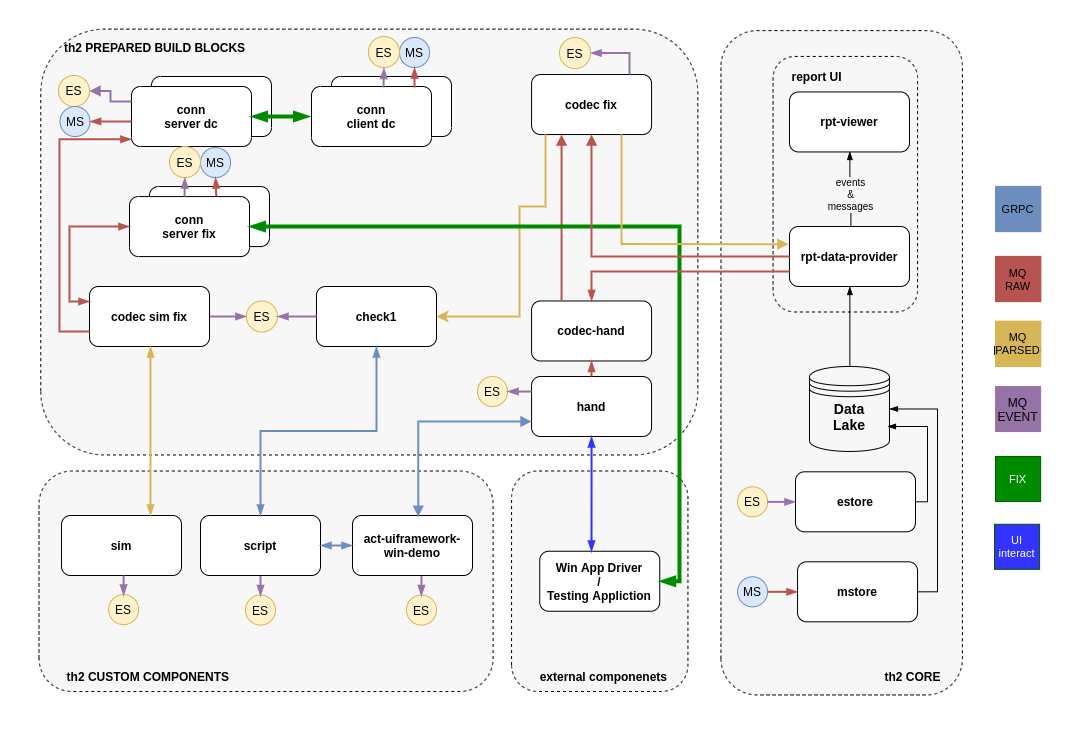 th2 PREPARED BUILD BLOCKS
ES
MS
conn
server dc
ES
MS
conn
client dc
ES
codec fix
ES
MS
conn
server fix
codec sim fix
ES
check1
codec-hand
ES
hand
sim
script
act-uiframework-
win-demo
ES
ES
ES
th2 CUSTOM COMPONENTS
Win App Driver
/
Testing Appliction
external componenets
report UI
rpt-viewer
events
&
messages
rpt-data-provider
Data
Lake
ES
estore
MS
mstore
th2 CORE
GRPC
MQ
RAW
MQ
PARSED
MQ
EVENT
FIX
UI
interact